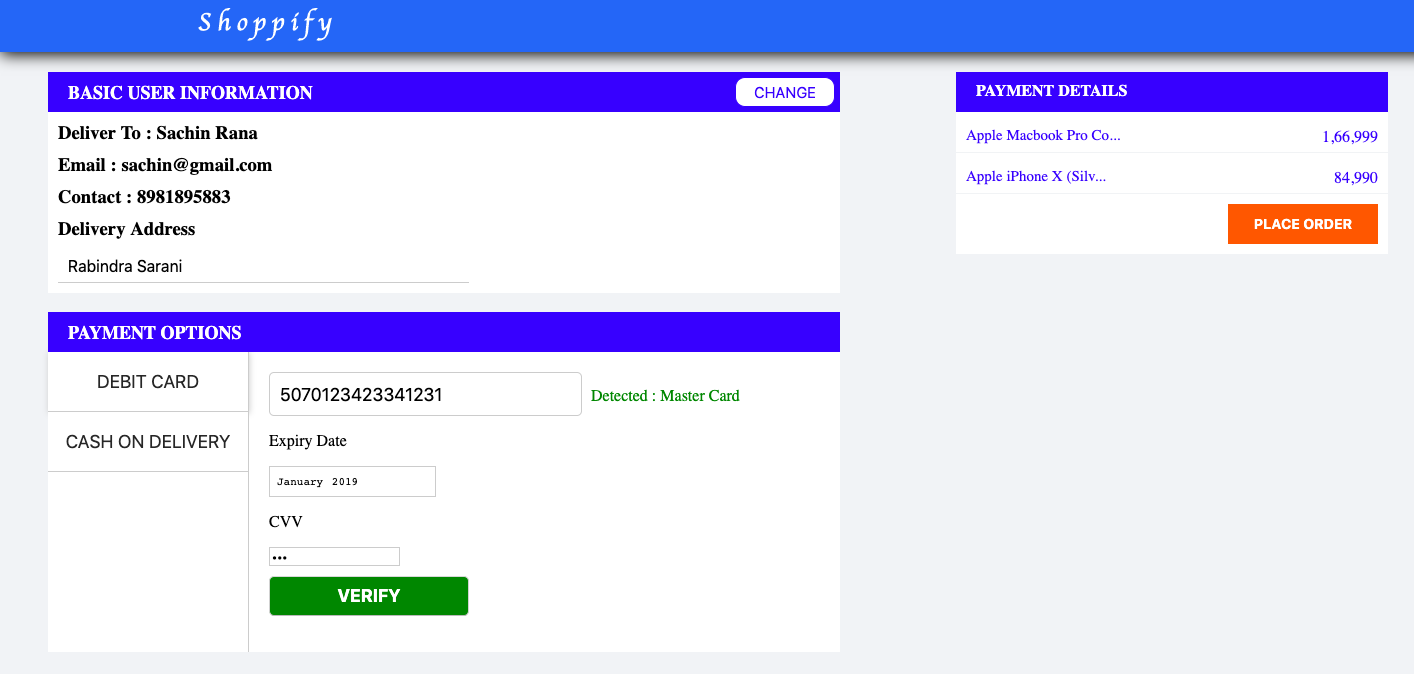 Shoppify
BASIC USER INFORMATION
CHANGE
Deliver To : Sachin Rana
Email : sachin@gmail.com
Contact : 8981895883
Delivery Address
Rabindra Sarani
PAYMENT OPTIONS
DEBIT CARD
CASH ON DELIVERY
5070123423341231
Detected : Master Card
Expiry Date
January 2019
CVV
•••
VERIFY
PAYMENT DETAILS
Apple Macbook Pro Co... 1,66,999
Apple iPhone X (Silv... 84,990
PLACE ORDER